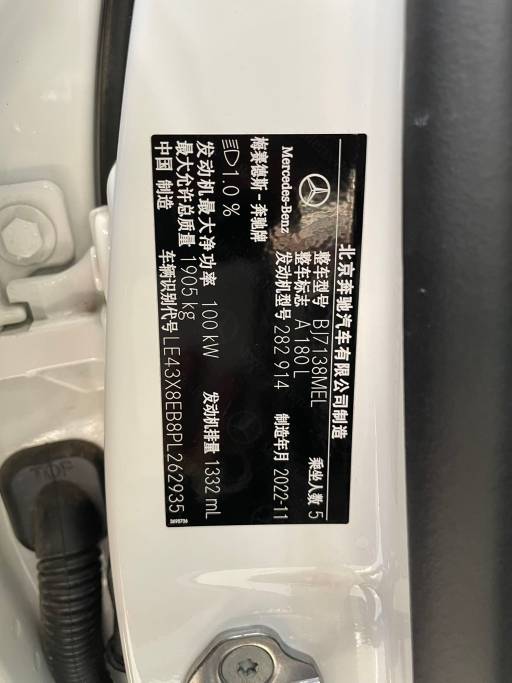 北京奔驰汽车有限公司制造
Mercedes-Benz
梅赛德斯-奔驰牌
整车型号 BJ7138MEL 乘坐人数 5
整车标志 A 180 L
发动机型号 282 914 制造年月 2022-11
1.0 %
发动机最大净功率 100 kW 发动机排量 1332 mL
最大允许总质量 1905 kg
中国 制造 车辆识别代号 LE43X8EB8PL262935
TOP